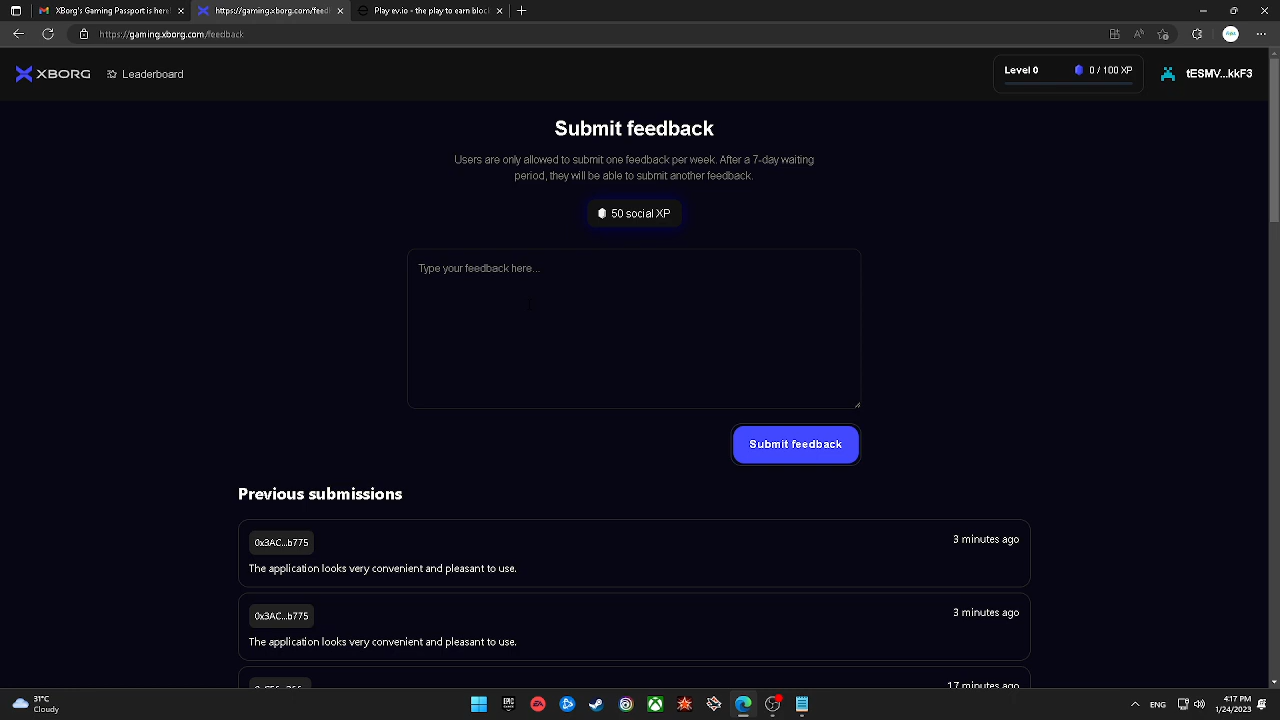 XBorg's Gaming Passport is here!
https://gaming.xborg.com/feedb
Play ev.io - the play to earn bloc
https://gaming.xborg.com/feedback
XBORG
Leaderboard
Level 0
0 / 100 XP
tESMV...kkF3
Submit feedback
Users are only allowed to submit one feedback per week. After a 7-day waiting
period, they will be able to submit another feedback.
50 social XP
Type your feedback here...
Submit feedback
Previous submissions
0x3AC...b775
3 minutes ago
The application looks very convenient and pleasant to use.
0x3AC...b775
3 minutes ago
The application looks very convenient and pleasant to use.
17 minutes ago
31°C
Cloudy
ENG
4:17 PM
1/24/2023